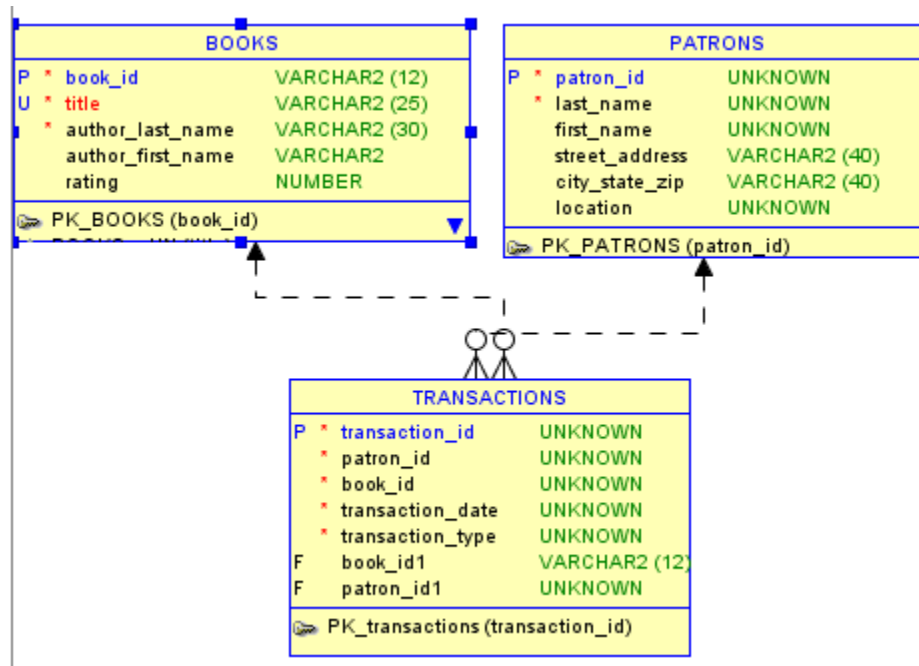 BOOKS
P * book_id VARCHAR2 (12)
U * title VARCHAR2 (25)
* author_last_name VARCHAR2 (30)
author_first_name VARCHAR2
rating NUMBER
PK_BOOKS (book_id)
PATRONS
P * patron_id UNKNOWN
* last_name UNKNOWN
first_name UNKNOWN
street_address VARCHAR2 (40)
city_state_zip VARCHAR2 (40)
location UNKNOWN
PK_PATRONS (patron_id)
TRANSACTIONS
P * transaction_id UNKNOWN
* patron_id UNKNOWN
* book_id UNKNOWN
* transaction_date UNKNOWN
* transaction_type UNKNOWN
F book_id1 VARCHAR2 (12)
F patron_id1 UNKNOWN
PK_transactions (transaction_id)